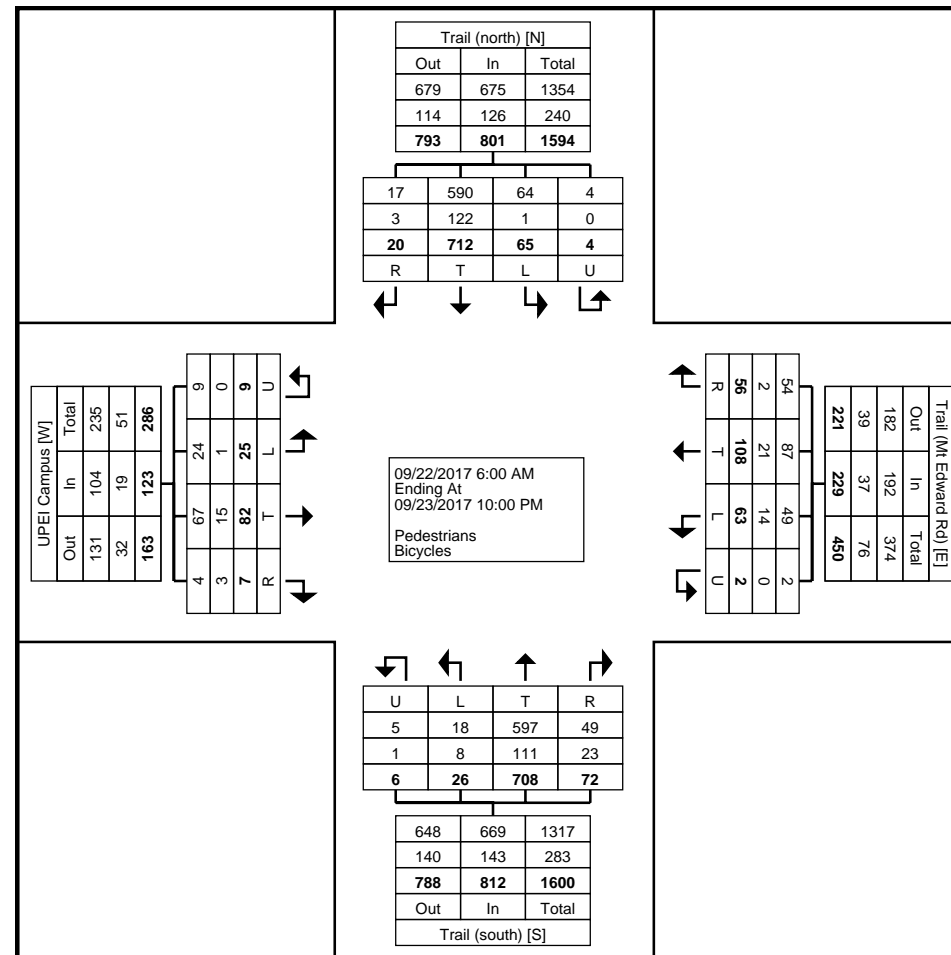 Trail (north) [N]
Out In Total
679 675 1354
114 126 240
793 801 1594
17 590 64 4
3 122 1 0
20 712 65 4
R T L U
UPEI Campus [W]
Total In Out
235 104 131
51 19 32
286 123 163
9 24 67 4
0 1 15 3
9 25 82 7
U L T R
09/22/2017 6:00 AM
Ending At
09/23/2017 10:00 PM
Pedestrians
Bicycles
R T L U
56 108 63 2
2 21 14 0
54 87 49 2
Trail (Mt Edward Rd) [E]
Out In Total
182 192 374
39 37 76
221 229 450
U L T R
5 18 597 49
1 8 111 23
6 26 708 72
648 669 1317
140 143 283
788 812 1600
Out In Total
Trail (south) [S]